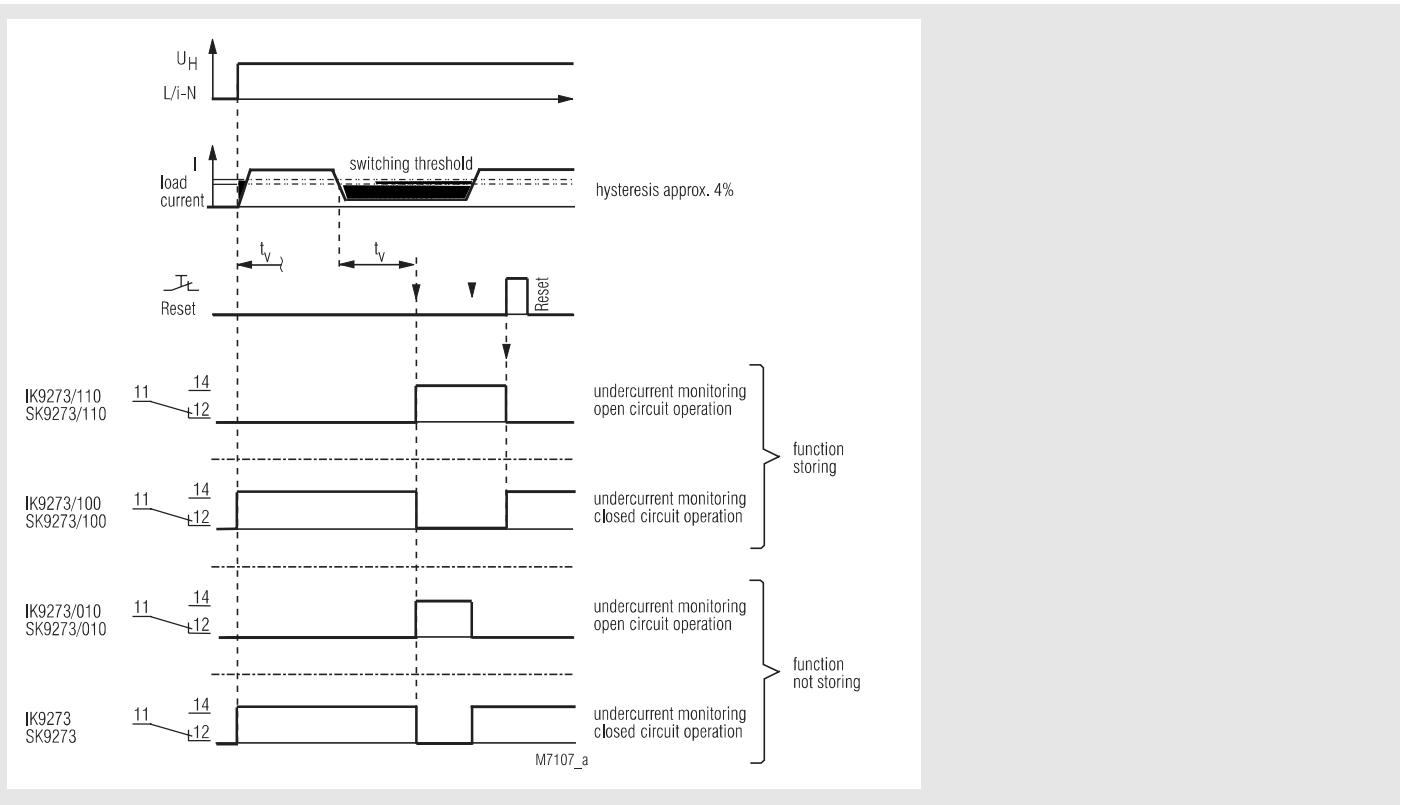 UH
L/i-N
I
load
current
switching threshold
hysteresis approx. 4%
tv
tv
Reset
Reset
IK9273/110
SK9273/110
11
14
12
undercurrent monitoring
open circuit operation
IK9273/100
SK9273/100
11
14
12
undercurrent monitoring
closed circuit operation
function
storing
IK9273/010
SK9273/010
11
14
12
undercurrent monitoring
open circuit operation
IK9273
SK9273
11
14
12
undercurrent monitoring
closed circuit operation
function
not storing
M7107_a